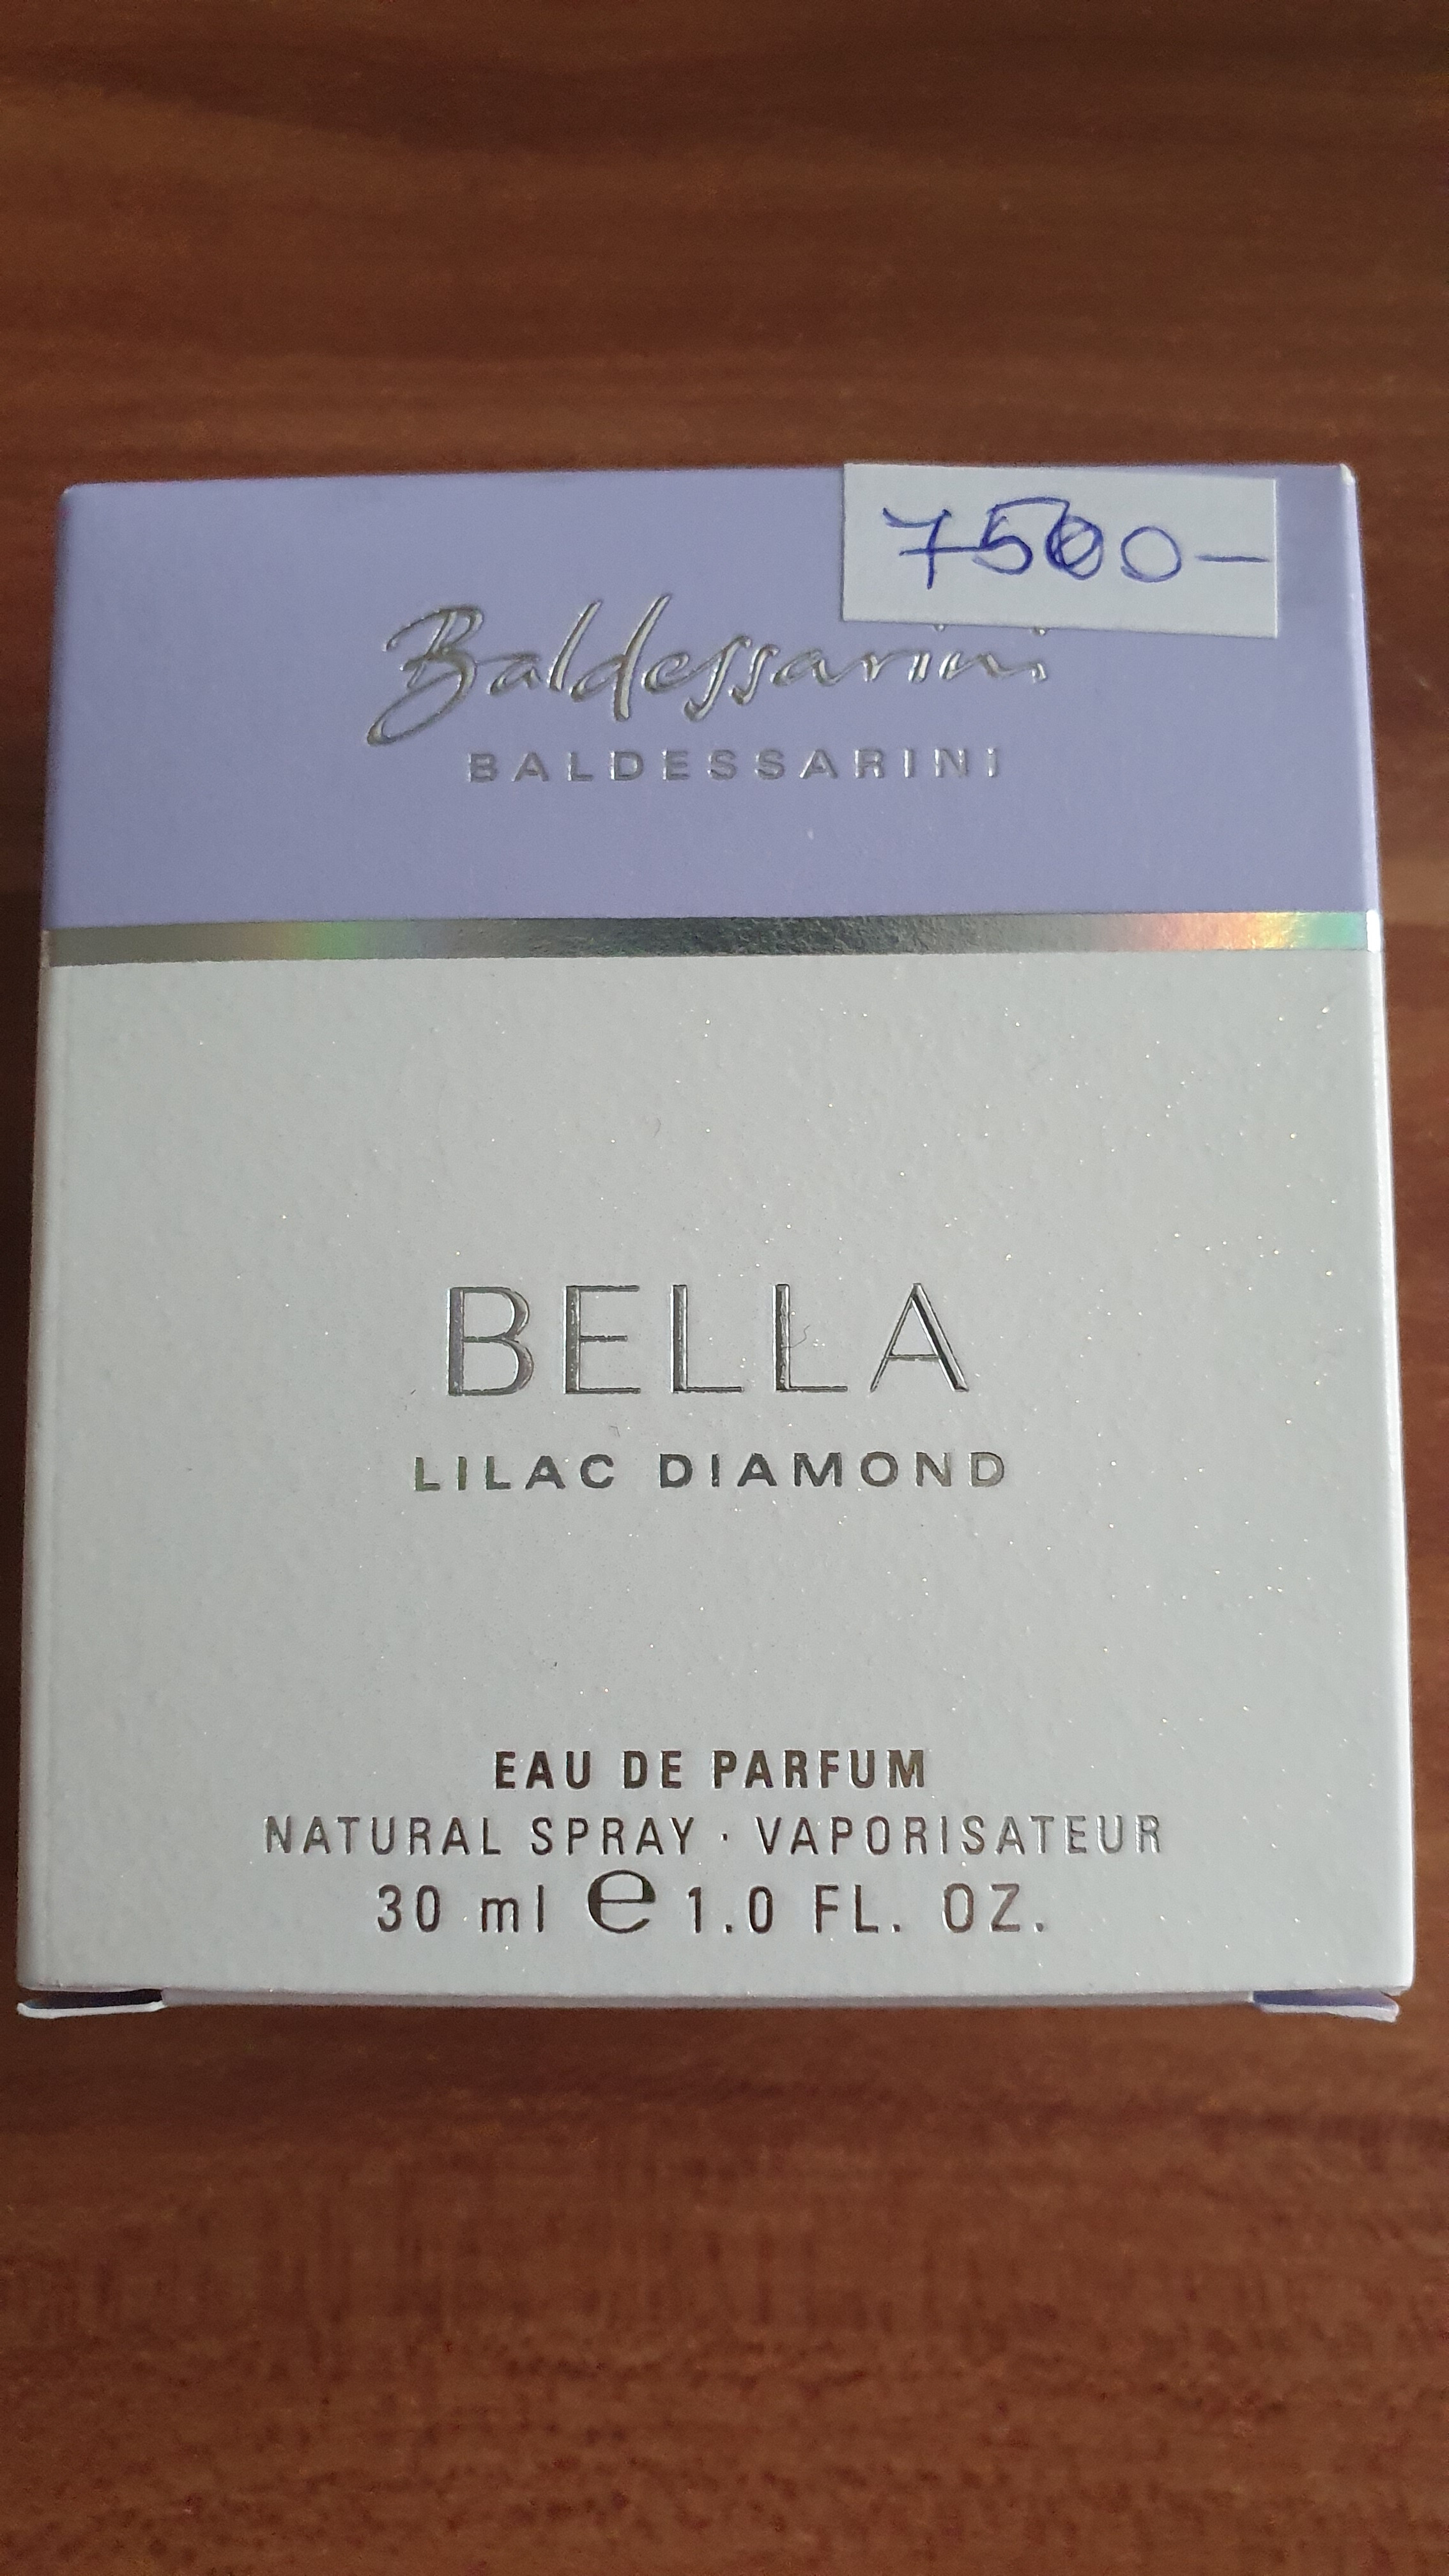 7500-
Baldessarini
BALDESSARINI
BELLA
LILAC DIAMOND
EAU DE PARFUM
NATURAL SPRAY · VAPORISATEUR
30 ml ℮ 1.0 FL. OZ.